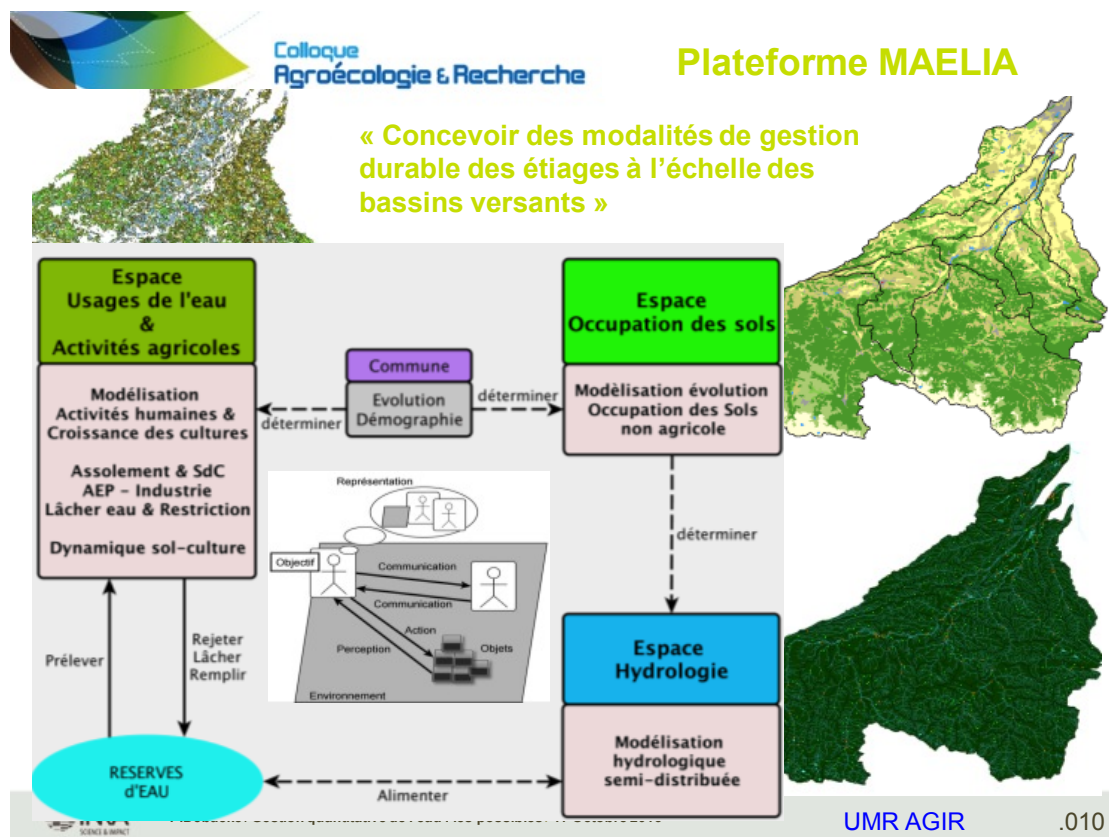 Colloque
Agroécologie & Recherche
Plateforme MAELIA
« Concevoir des modalités de gestion
durable des étiages à l'échelle des
bassins versants »
Espace
Usages de l'eau
&
Activités agricoles
Modélisation
Activités humaines &
Croissance des cultures
Assolement & SdC
AEP – Industrie
Lâcher eau & Restriction
Dynamique sol-culture
Commune
Evolution
Démographie
déterminer
déterminer
Espace
Occupation des sols
Modèlisation évolution
Occupation des Sols
non agricole
déterminer
Représentation
Objectif
Communication
Communication
Action
Perception
Objets
Environnement
Prélever
Rejeter
Lâcher
Remplir
Espace
Hydrologie
Modélisation
hydrologique
semi-distribuée
RESERVES
d'EAU
Alimenter
SCIENCE & IMPACT
UMR AGIR
.010